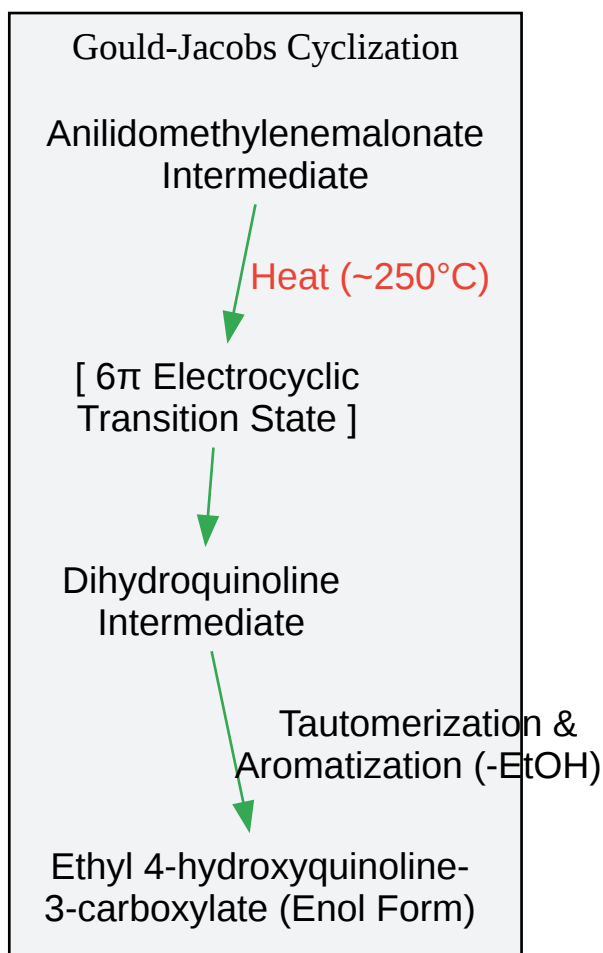 Gould-Jacobs Cyclization
Anilidomethylenemalonate
Intermediate
Heat (~250°C)
[ 6π Electrocyclic
Transition State ]
Dihydroquinoline
Intermediate
Tautomerization &
Aromatization (-EtOH)
Ethyl 4-hydroxyquinoline-
3-carboxylate (Enol Form)